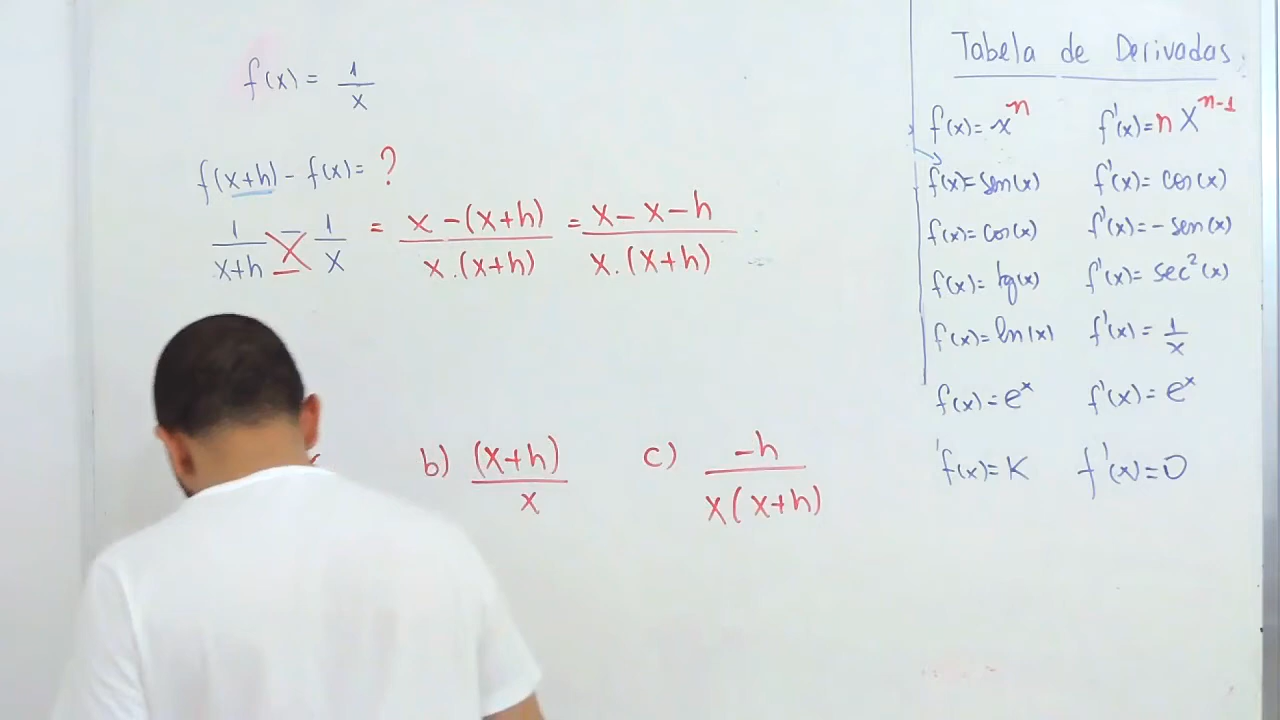 f(x) = 1/x
f(x+h) - f(x) = ?
1/(x+h) - 1/x = (x - (x+h))/(x.(x+h)) = (x - x - h)/(x.(x+h))
b) (x+h)/x
c) -h/(x(x+h))
Tabela de Derivadas
f(x) = x^n f'(x) = n x^(n-1)
f(x) = sen(x) f'(x) = cos(x)
f(x) = cos(x) f'(x) = - sen(x)
f(x) = tg(x) f'(x) = sec²(x)
f(x) = ln(x) f'(x) = 1/x
f(x) = e^x f'(x) = e^x
f(x) = K f'(x) = 0